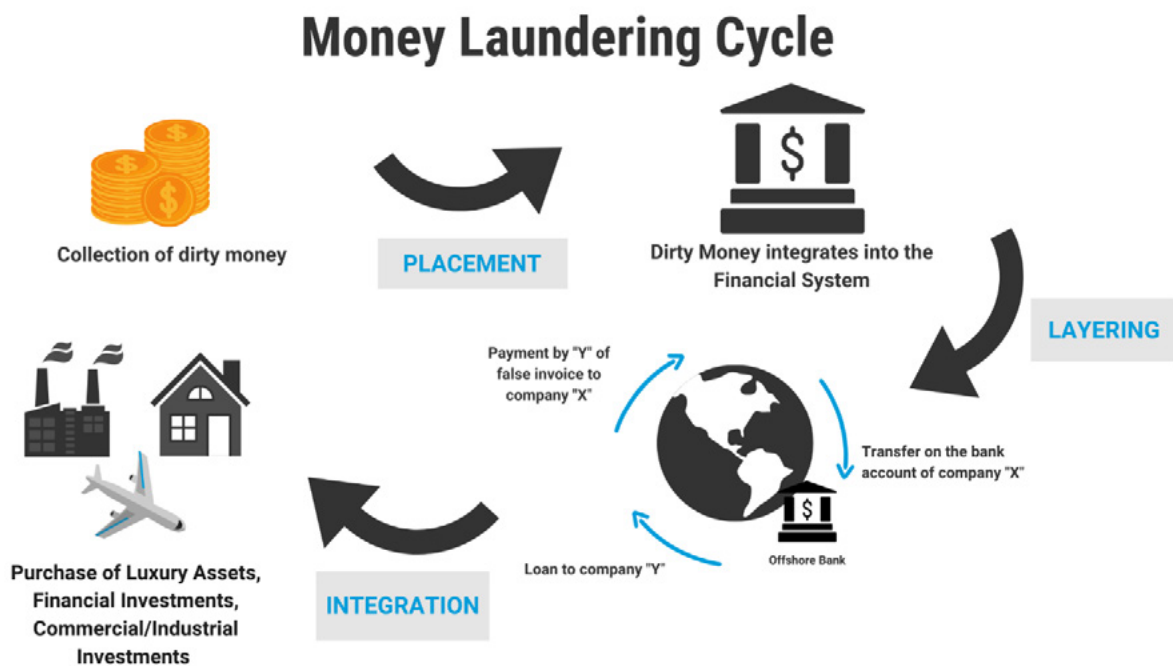 Money Laundering Cycle
Collection of dirty money
PLACEMENT
Dirty Money integrates into the
Financial System
LAYERING
Payment by "Y" of
false invoice to
company "X"
Transfer on the bank
account of company "X"
Offshore Bank
Loan to company "Y"
INTEGRATION
Purchase of Luxury Assets,
Financial Investments,
Commercial/Industrial
Investments